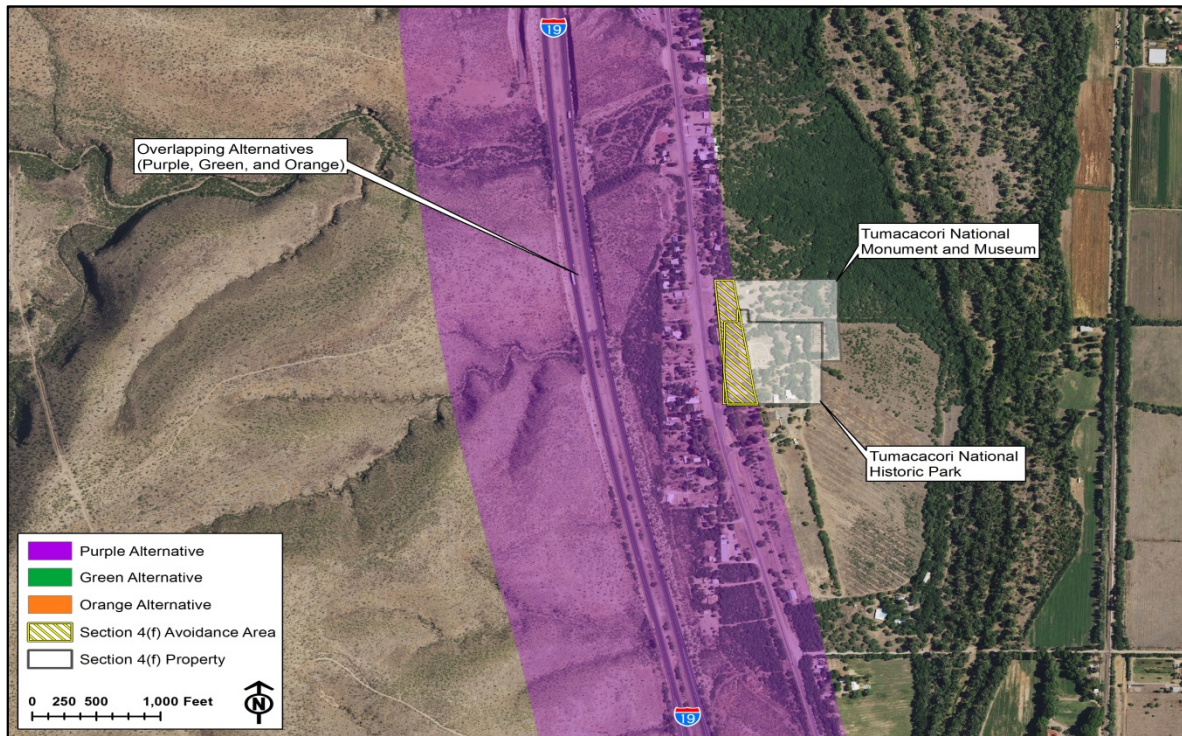 19
Overlapping Alternatives
(Purple, Green, and Orange)
Tumacacori National
Monument and Museum
Tumacacori National
Historic Park
Purple Alternative
Green Alternative
Orange Alternative
Section 4(f) Avoidance Area
Section 4(f) Property
0 250 500 1,000 Feet
N
19